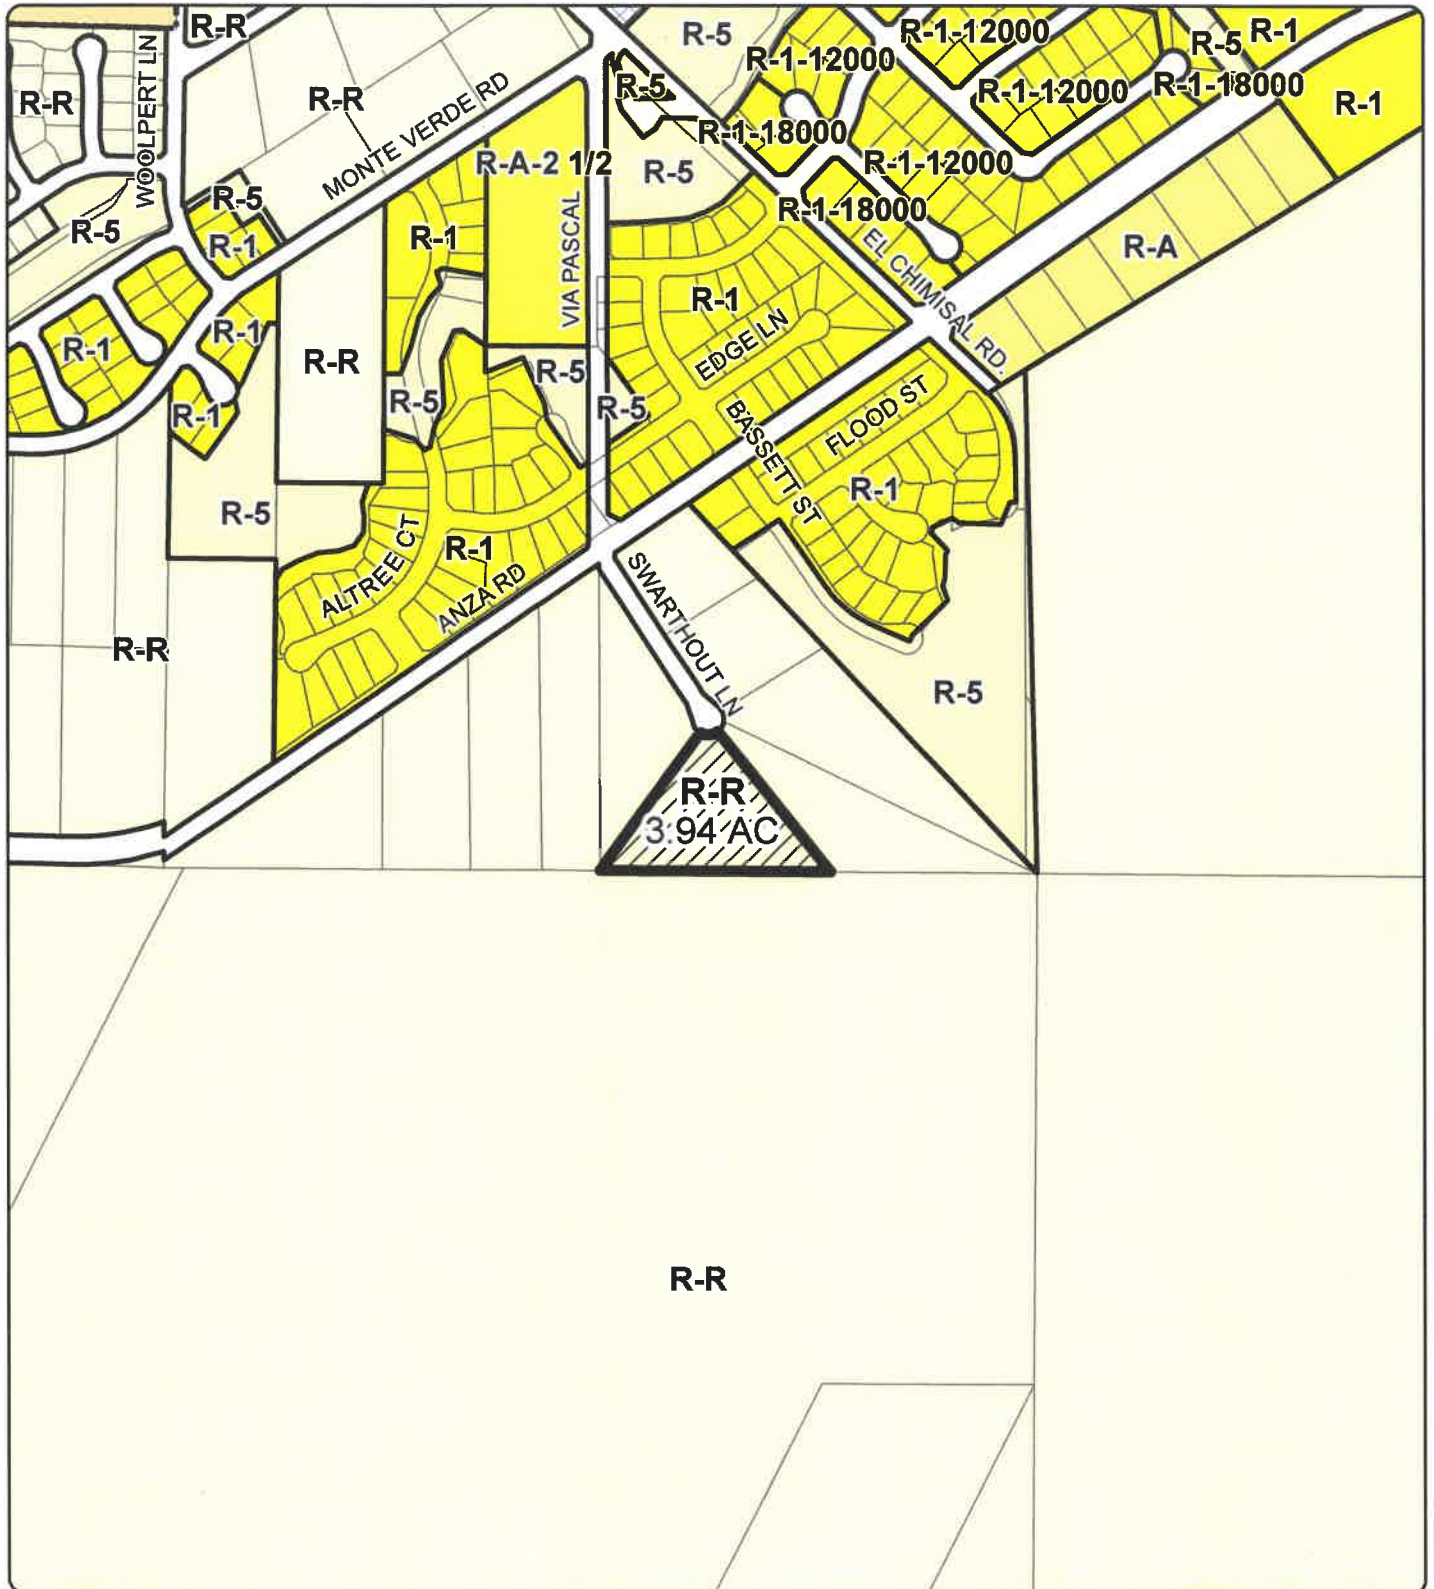 R-R
R-5
R-1-12000
R-5
R-1
R-1-12000
R-R
WOOLPERT LN
R-R
MONTE VERDE RD
R-5
R-1-12000
R-1-18000
R-1
R-1-18000
R-A-2 1/2
R-5
R-1-12000
R-5
R-5
R-1
R-1
VIA PASCAL
R-1-18000
EL CHIMISAL RD.
R-A
R-1
EDGE LN
R-1
R-1
R-R
R-5
R-5
R-5
R-1
BASSETT ST
FLOOD ST
R-1
R-5
ALTREE CT
R-1
ANZA RD
SWARTHOUT LN
R-R
R-5
R-R
3.94 AC
R-R